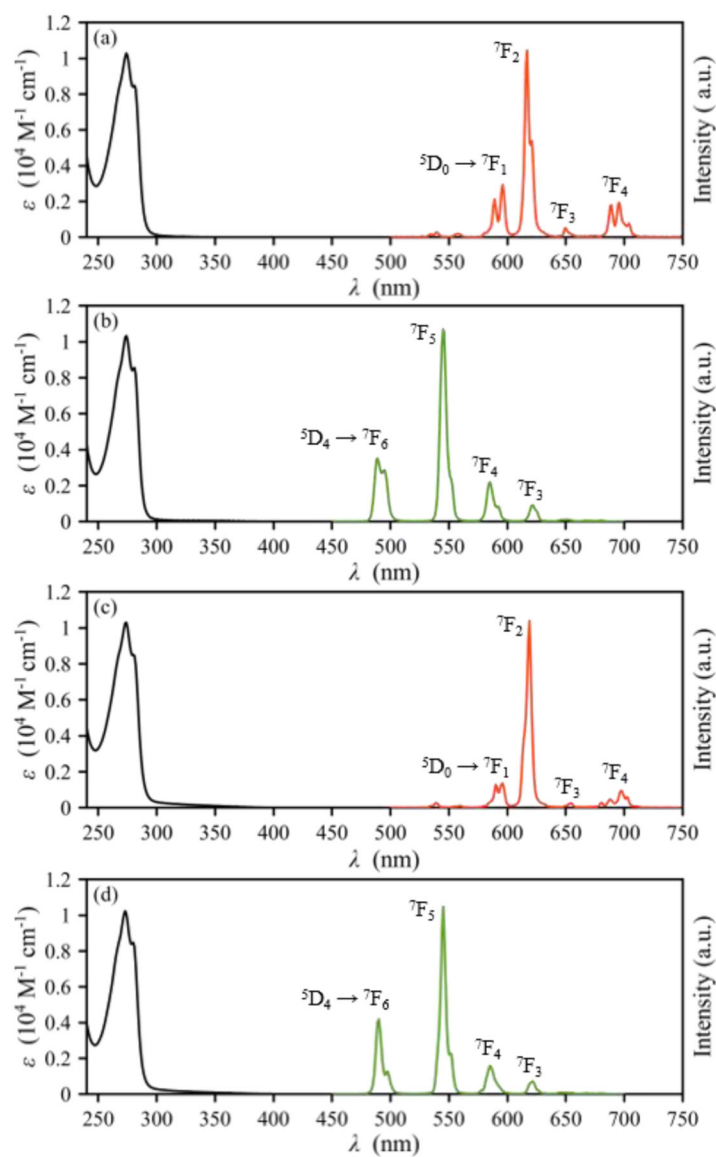 (a)
1.2
1
0.8
0.6
0.4
0.2
0
ε (10⁴ M⁻¹ cm⁻¹)
⁷F₂
⁵D₀ → ⁷F₁
⁷F₃
⁷F₄
Intensity ( a.u.)
250 300 350 400 450 500 550 600 650 700 750
λ (nm)
(b)
1.2
1
0.8
0.6
0.4
0.2
0
ε (10⁴ M⁻¹ cm⁻¹)
⁷F₅
⁵D₄ → ⁷F₆
⁷F₄
⁷F₃
Intensity (a.u.)
250 300 350 400 450 500 550 600 650 700 750
λ (nm)
(c)
1.2
1
0.8
0.6
0.4
0.2
0
ε (10⁴ M⁻¹ cm⁻¹)
⁷F₂
⁵D₀ → ⁷F₁
⁷F₃
⁷F₄
Intensity (a.u.)
250 300 350 400 450 500 550 600 650 700 750
λ (nm)
(d)
1.2
1
0.8
0.6
0.4
0.2
0
ε (10⁴ M⁻¹ cm⁻¹)
⁷F₅
⁵D₄ → ⁷F₆
⁷F₄
⁷F₃
Intensity (a.u.)
250 300 350 400 450 500 550 600 650 700 750
λ (nm)